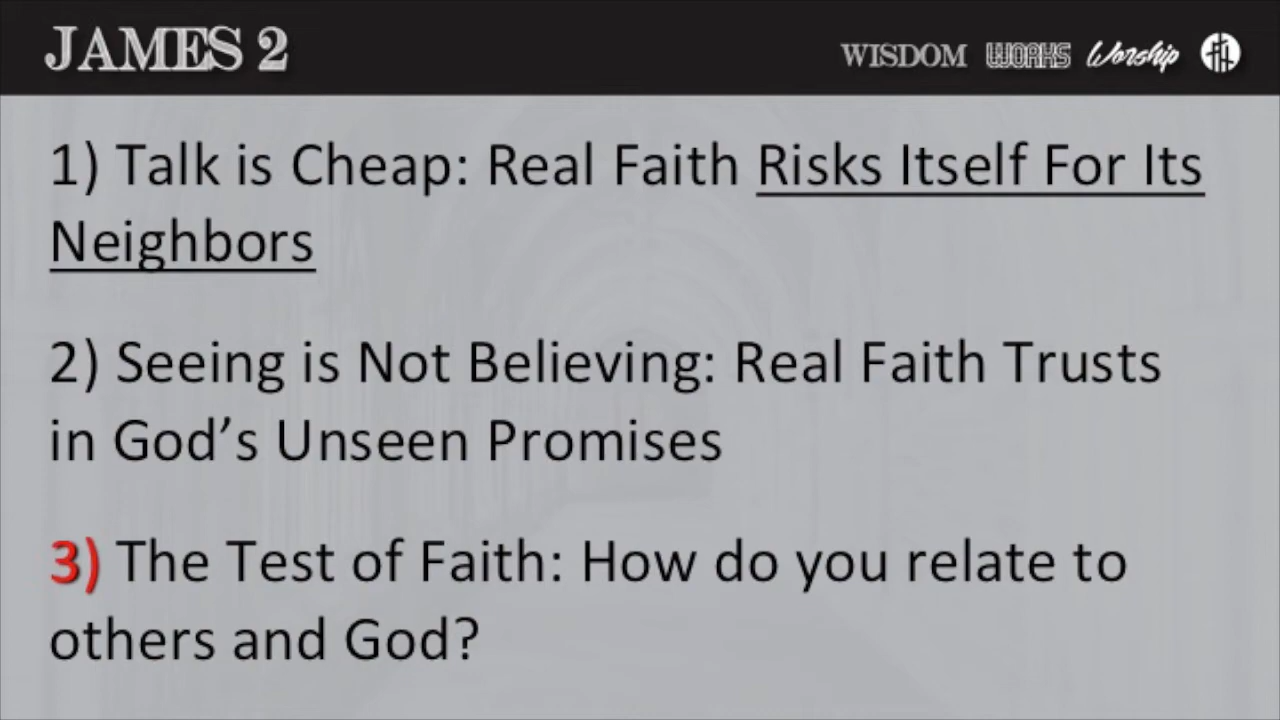 JAMES 2
WISDOM WORKS Worship
1) Talk is Cheap: Real Faith Risks Itself For Its
Neighbors
2) Seeing is Not Believing: Real Faith Trusts
in God’s Unseen Promises
3) The Test of Faith: How do you relate to
others and God?